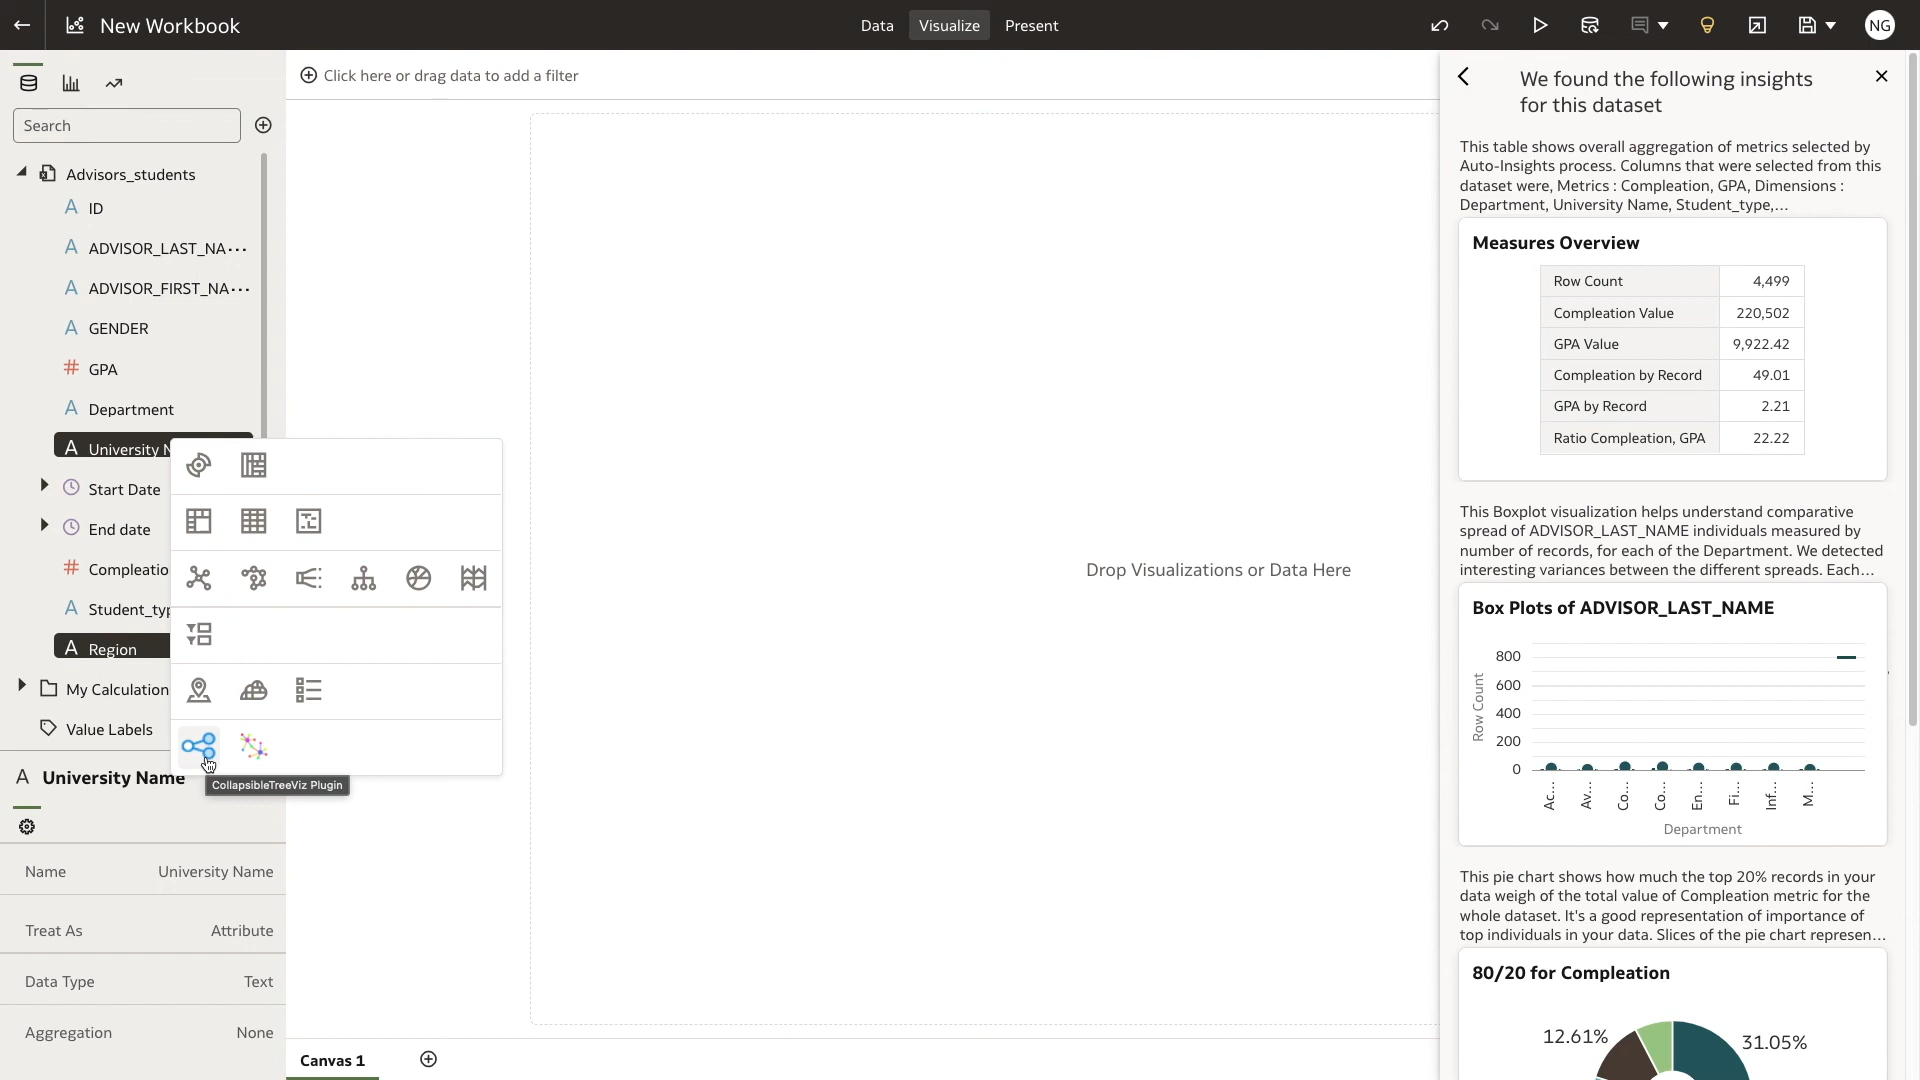 New Workbook
Data
Visualize
Present
NG
Click here or drag data to add a filter
Search
Advisors_students
A ID
A ADVISOR_LAST_NA···
A ADVISOR_FIRST_NA···
A GENDER
# GPA
A Department
A University N
Start Date
End date
# Compleatio
A Student_typ
A Region
My Calculation
Value Labels
A University Name
CollapsibleTreeViz Plugin
Name University Name
Treat As Attribute
Data Type Text
Aggregation None
Drop Visualizations or Data Here
Canvas 1
We found the following insights
for this dataset
This table shows overall aggregation of metrics selected by
Auto-Insights process. Columns that were selected from this
dataset were, Metrics : Compleation, GPA, Dimensions :
Department, University Name, Student_type,...
Measures Overview
Row Count 4,499
Compleation Value 220,502
GPA Value 9,922.42
Compleation by Record 49.01
GPA by Record 2.21
Ratio Compleation, GPA 22.22
This Boxplot visualization helps understand comparative
spread of ADVISOR_LAST_NAME individuals measured by
number of records, for each of the Department. We detected
interesting variances between the different spreads. Each...
Box Plots of ADVISOR_LAST_NAME
Row Count
800
600
400
200
0
Ac...
Av...
Co...
Co...
En...
Fi...
Inf...
M...
Department
This pie chart shows how much the top 20% records in your
data weigh of the total value of Compleation metric for the
whole dataset. It's a good representation of importance of
top individuals in your data. Slices of the pie chart represen...
80/20 for Compleation
12.61%
31.05%